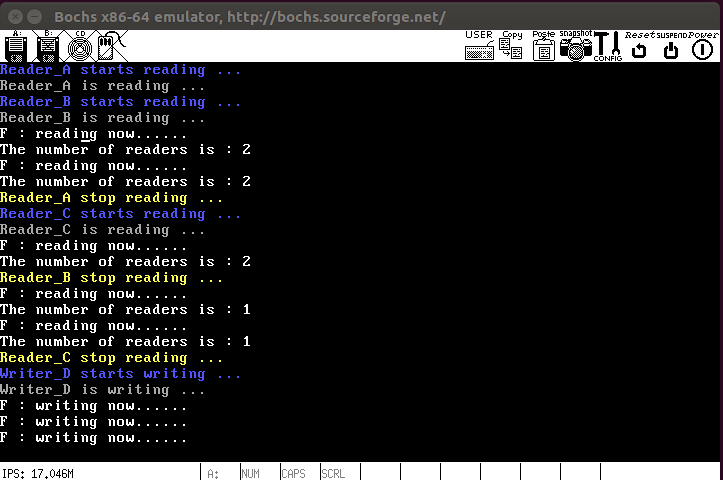 Bochs x86-64 emulator, http://bochs.sourceforge.net/
A: B: CD USER Copy Paste snapshot CONFIG Reset SUSPEND Power
Reader_A starts reading ...
Reader_A is reading ...
Reader_B starts reading ...
Reader_B is reading ...
F : reading now......
The number of readers is : 2
F : reading now......
The number of readers is : 2
Reader_A stop reading ...
Reader_C starts reading ...
Reader_C is reading ...
F : reading now......
The number of readers is : 2
Reader_B stop reading ...
F : reading now......
The number of readers is : 1
F : reading now......
The number of readers is : 1
Reader_C stop reading ...
Writer_D starts writing ...
Writer_D is writing ...
F : writing now......
F : writing now......
F : writing now......
IPS: 17.046M A: NUM CAPS SCRL